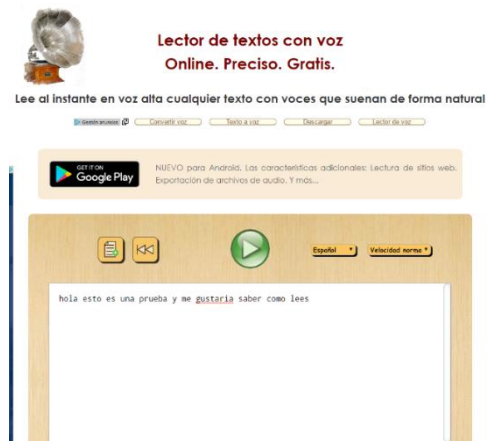 Lector de textos con voz
Online. Preciso. Gratis.
Lee al instante en voz alta cualquier texto con voces que suenan de forma natural
Gestión anuncios
Convertir voz
Texto a voz
Descargar
Lector de voz
GET IT ON
Google Play
NUEVO para Android. Las características adicionales: Lectura de sitios web.
Exportación de archivos de audio. Y más...
Español
Velocidad norma
hola esto es una prueba y me gustaria saber como lees